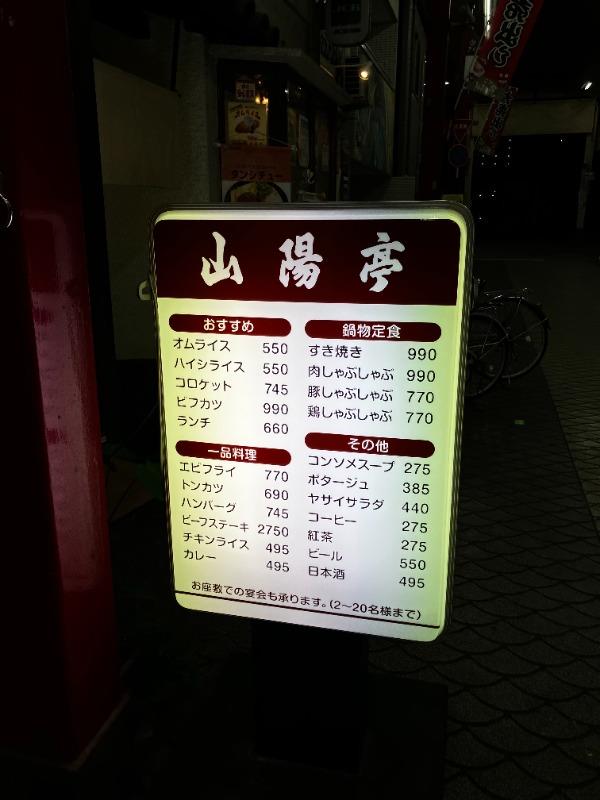 タンシチュー
山陽亭
おすすめ
オムライス 550
ハイシライス 550
コロケット 745
ビフカツ 990
ランチ 660
一品料理
エビフライ 770
トンカツ 690
ハンバーグ 745
ビーフステーキ 2750
チキンライス 495
カレー 495
鍋物定食
すき焼き 990
肉しゃぶしゃぶ 990
豚しゃぶしゃぶ 770
鶏しゃぶしゃぶ 770
その他
コンソメスープ 275
ポタージュ 385
ヤサイサラダ 440
コーヒー 275
紅茶 275
ビール 550
日本酒 495
お座敷での宴会も承ります。(2〜20名様まで)